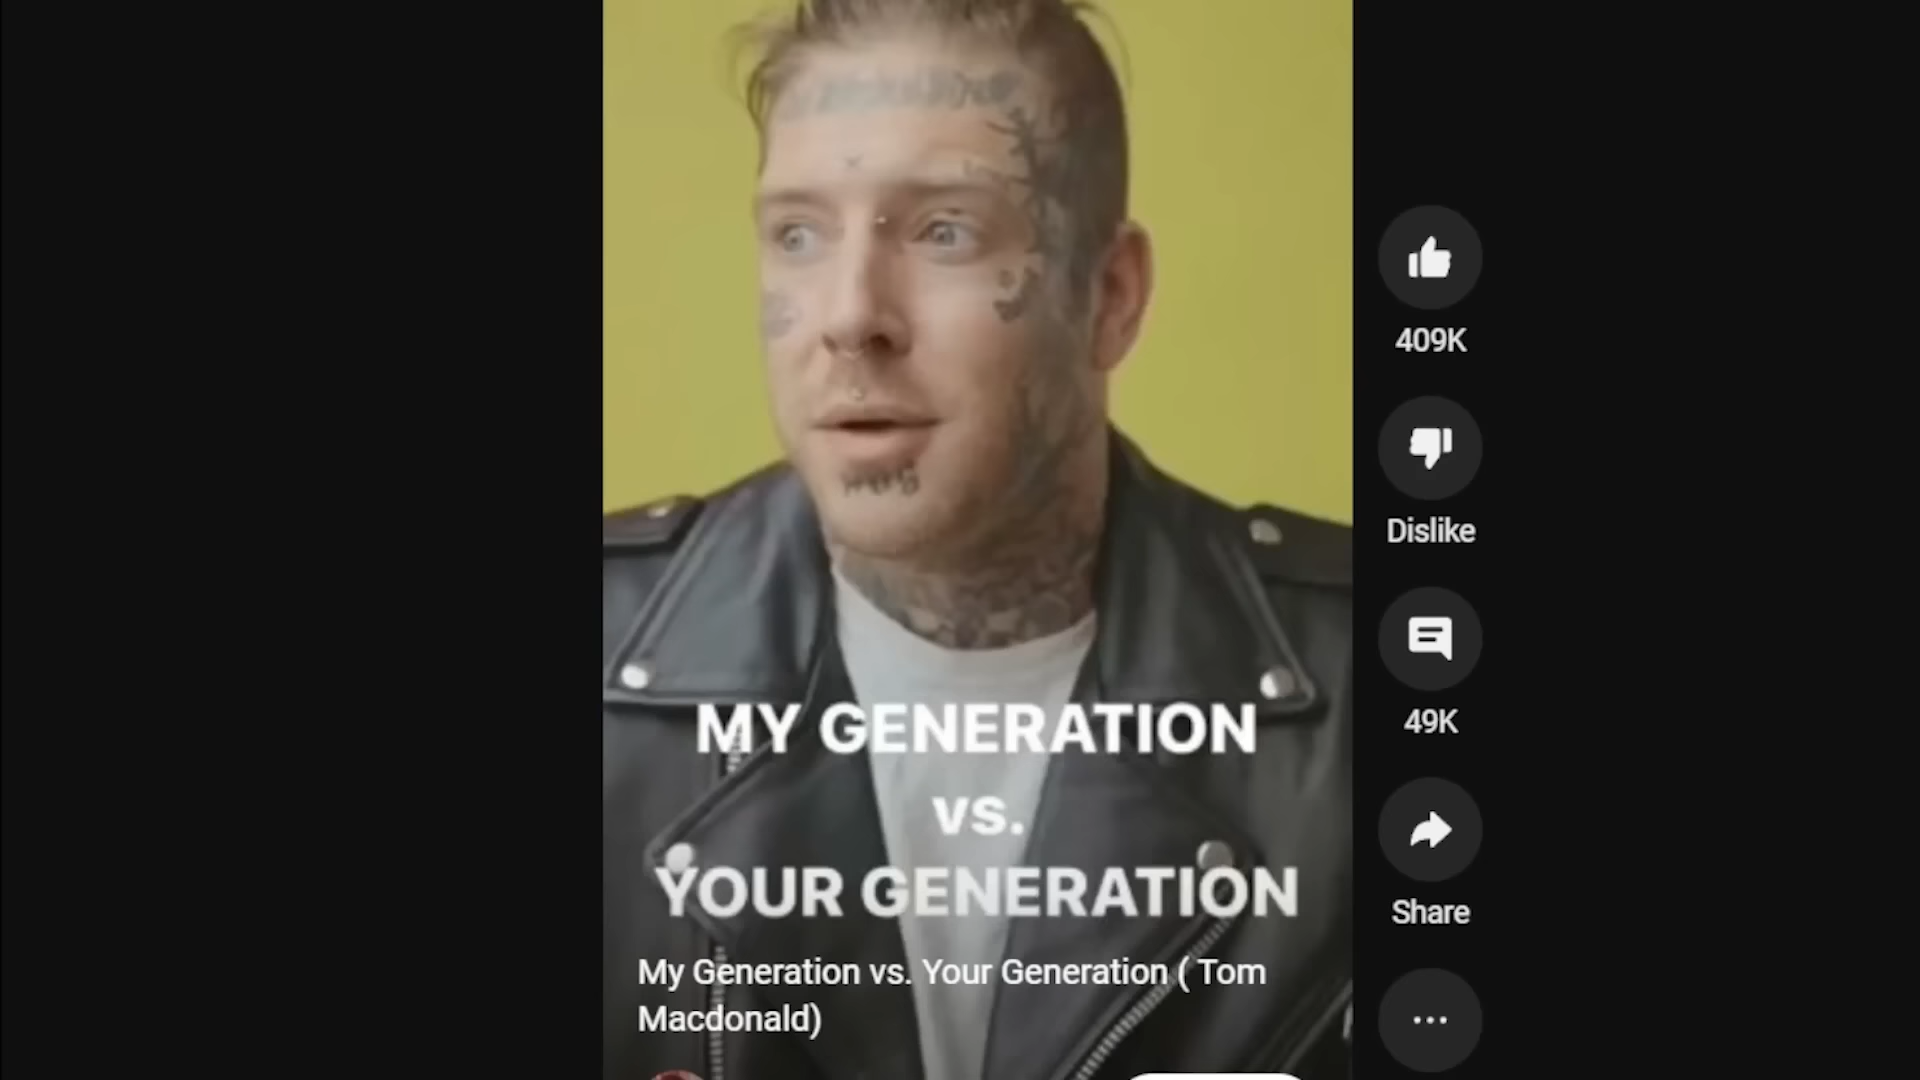 MY GENERATION
vs.
YOUR GENERATION
My Generation vs. Your Generation ( Tom
Macdonald)
409K
Dislike
49K
Share